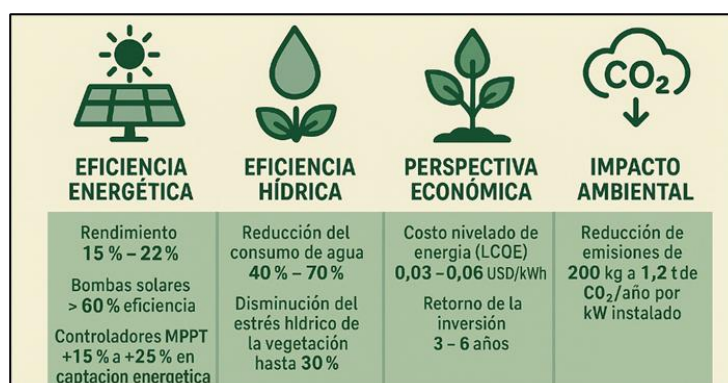 CO₂
EFICIENCIA
ENERGÉTICA
Rendimiento
15 % – 22 %
Bombas solares
> 60 % eficiencia
Controladores MPPT
+15 % a +25 % en
captacion energetica
EFICIENCIA
HÍDRICA
Reducción del
consumo de agua
40 % – 70 %
Disminución del
estrés hídrico de
la vegetación
hasta 30 %
PERSPECTIVA
ECONÓMICA
Costo nivelado de
energia (LCOE)
0,03 – 0,06 USD/kWh
Retorno de la
inversión
3 – 6 años
IMPACTO
AMBIENTAL
Reducción de
emisiones de
200 kg a 1,2 t de
CO₂/año por
kW instalado